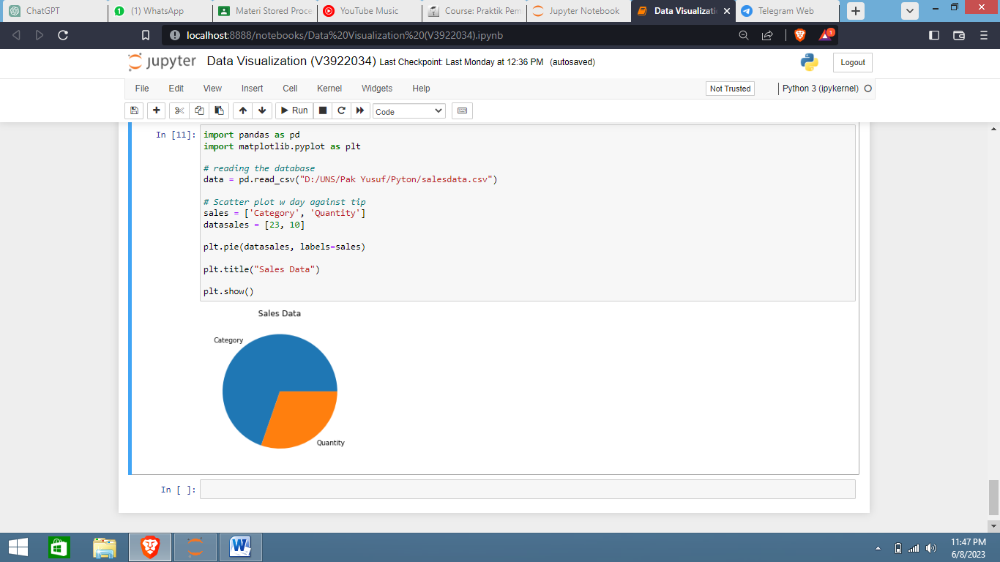 ChatGPT
(1) WhatsApp
Materi Stored Proce
YouTube Music
Course: Praktik Pem
Jupyter Notebook
Data Visualizati
Telegram Web
localhost:8888/notebooks/Data%20Visualization%20(V3922034).ipynb
1
jupyter Data Visualization (V3922034) Last Checkpoint: Last Monday at 12:36 PM (autosaved)
Logout
File Edit View Insert Cell Kernel Widgets Help
Not Trusted
Python 3 (ipykernel)
Run
Code
In [11]: import pandas as pd
import matplotlib.pyplot as plt
# reading the database
data = pd.read_csv("D:/UNS/Pak Yusuf/Pyton/salesdata.csv")
# Scatter plot w day against tip
sales = ['Category', 'Quantity']
datasales = [23, 10]
plt.pie(datasales, labels=sales)
plt.title("Sales Data")
plt.show()
Sales Data
Category
Quantity
In [ ]:
11:47 PM
6/8/2023